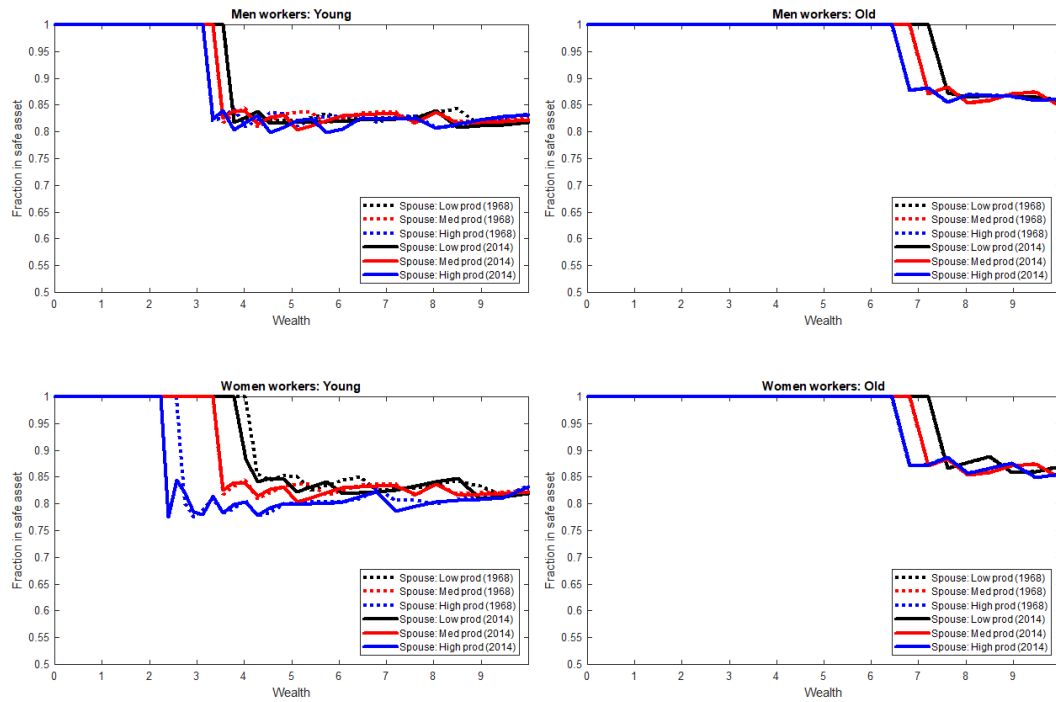 Men workers: Young
1
0.95
0.9
0.85
0.8
0.75
0.7
0.65
0.6
0.55
0.5
Fraction in safe asset
Spouse: Low prod (1968)
Spouse: Med prod (1968)
Spouse: High prod (1968)
Spouse: Low prod (2014)
Spouse: Med prod (2014)
Spouse: High prod (2014)
0 1 2 3 4 5 6 7 8 9
Wealth
Men workers: Old
1
0.95
0.9
0.85
0.8
0.75
0.7
0.65
0.6
0.55
0.5
Fraction in safe asset
Spouse: Low prod (1968)
Spouse: Med prod (1968)
Spouse: High prod (1968)
Spouse: Low prod (2014)
Spouse: Med prod (2014)
Spouse: High prod (2014)
0 1 2 3 4 5 6 7 8 9
Wealth
Women workers: Young
1
0.95
0.9
0.85
0.8
0.75
0.7
0.65
0.6
0.55
0.5
Fraction in safe asset
Spouse: Low prod (1968)
Spouse: Med prod (1968)
Spouse: High prod (1968)
Spouse: Low prod (2014)
Spouse: Med prod (2014)
Spouse: High prod (2014)
0 1 2 3 4 5 6 7 8 9
Wealth
Women workers: Old
1
0.95
0.9
0.85
0.8
0.75
0.7
0.65
0.6
0.55
0.5
Fraction in safe asset
Spouse: Low prod (1968)
Spouse: Med prod (1968)
Spouse: High prod (1968)
Spouse: Low prod (2014)
Spouse: Med prod (2014)
Spouse: High prod (2014)
0 1 2 3 4 5 6 7 8 9
Wealth